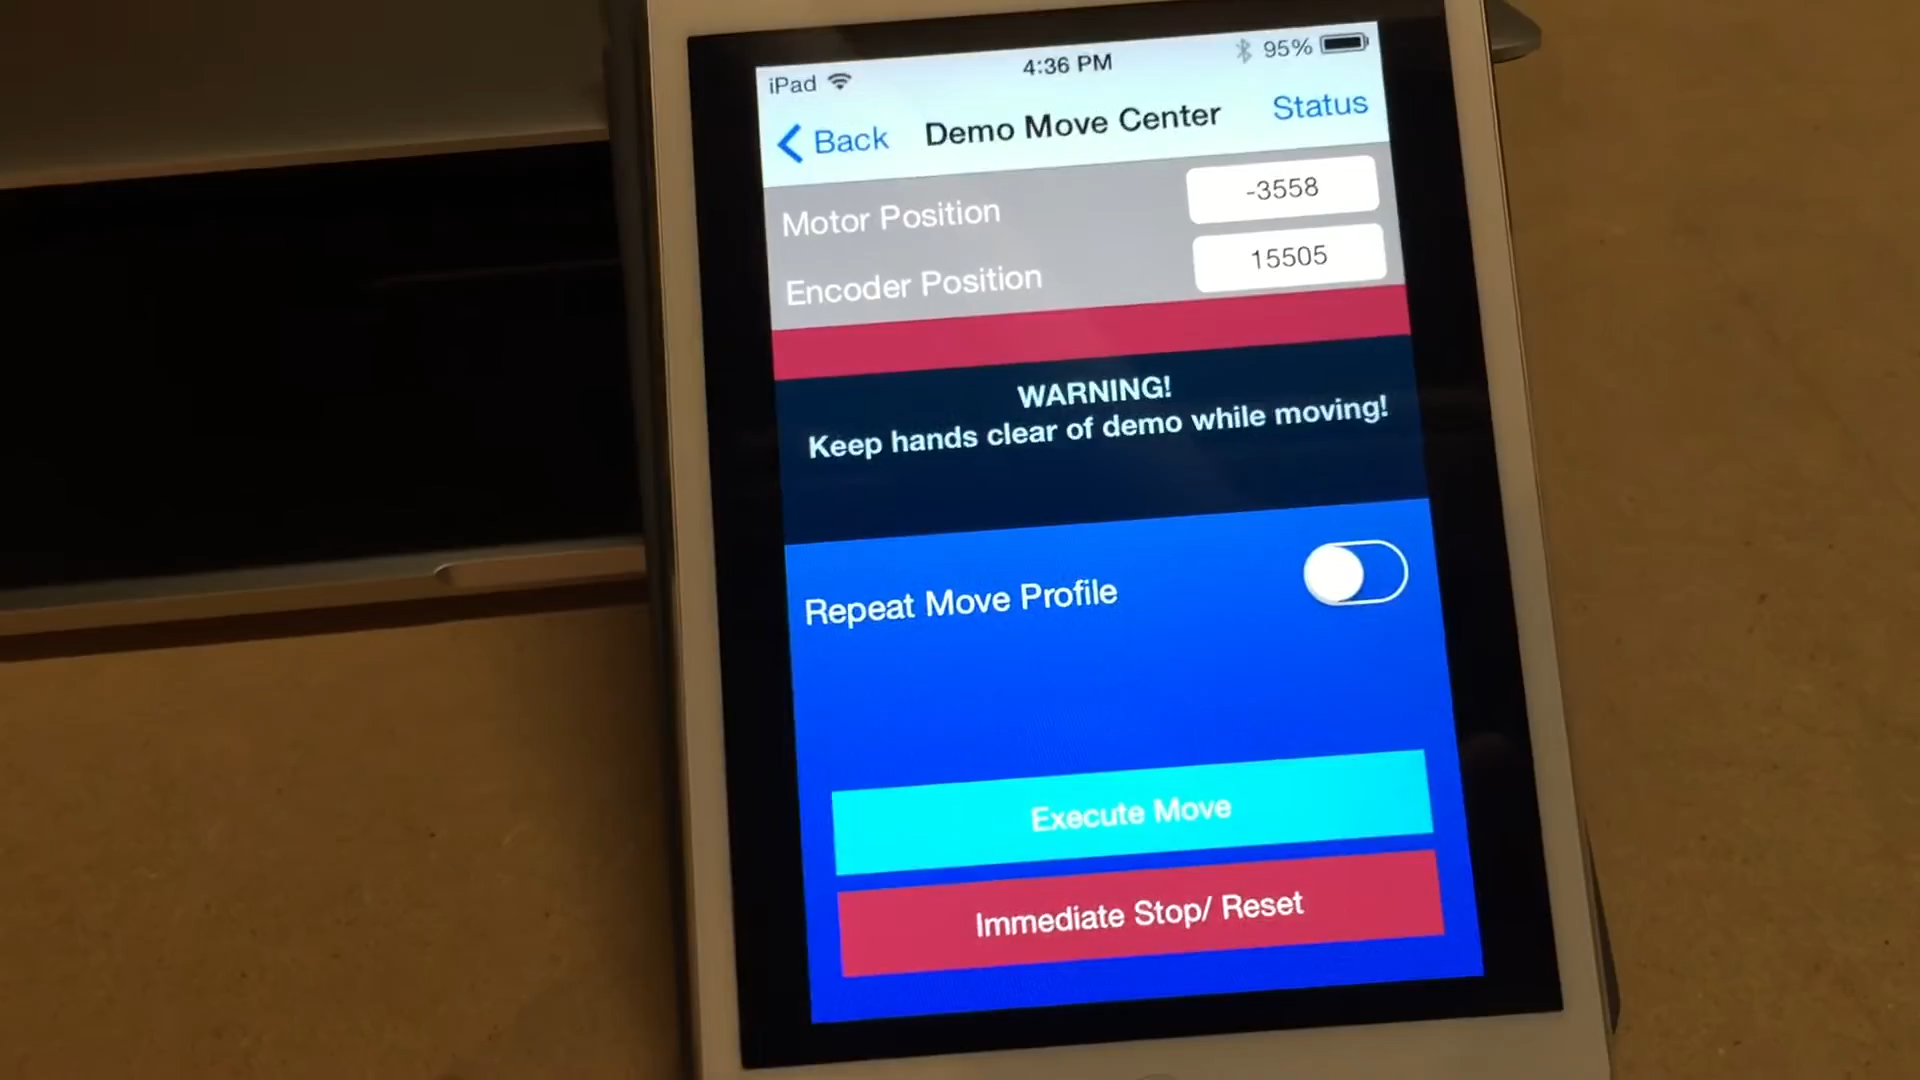 iPad 4:36 PM 95%
Back Demo Move Center Status
Motor Position -3558
Encoder Position 15505
WARNING!
Keep hands clear of demo while moving!
Repeat Move Profile
Execute Move
Immediate Stop/ Reset